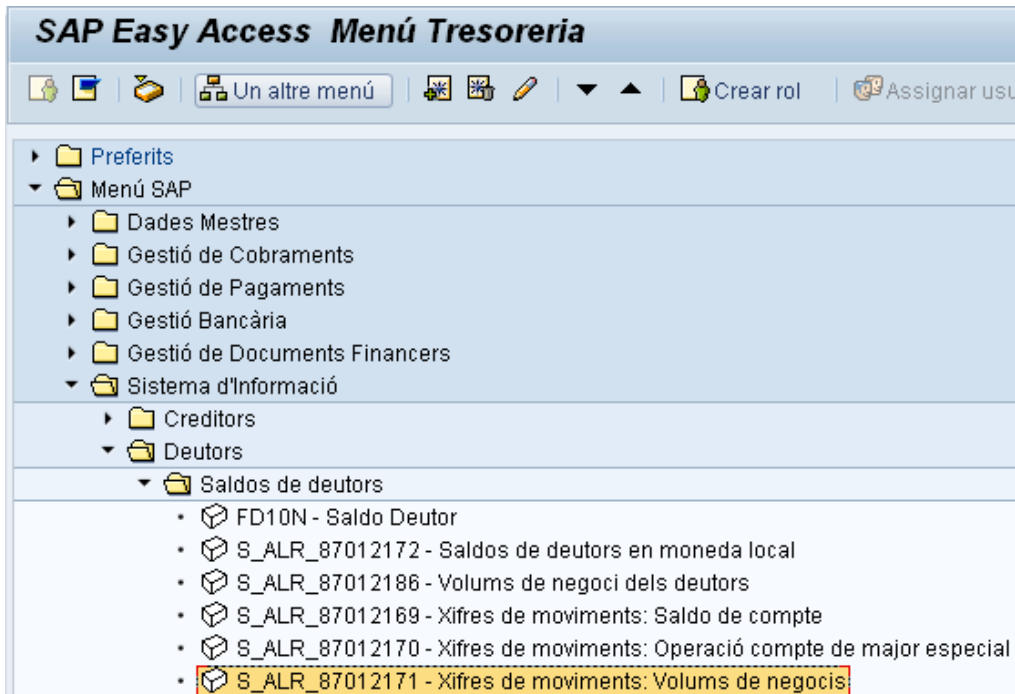 SAP Easy Access Menú Tresoreria
Un altre menú Crear rol Assignar
Preferits
Menú SAP
Dades Mestres
Gestió de Cobraments
Gestió de Pagaments
Gestió Bancària
Gestió de Documents Financers
Sistema d'Informació
Creditors
Deutors
Saldos de deutors
FD10N - Saldo Deutor
S_ALR_87012172 - Saldos de deutors en moneda local
S_ALR_87012186 - Volums de negoci dels deutors
S_ALR_87012169 - Xifres de moviments: Saldo de compte
S_ALR_87012170 - Xifres de moviments: Operació compte de major especial
S_ALR_87012171 - Xifres de moviments: Volums de negocis